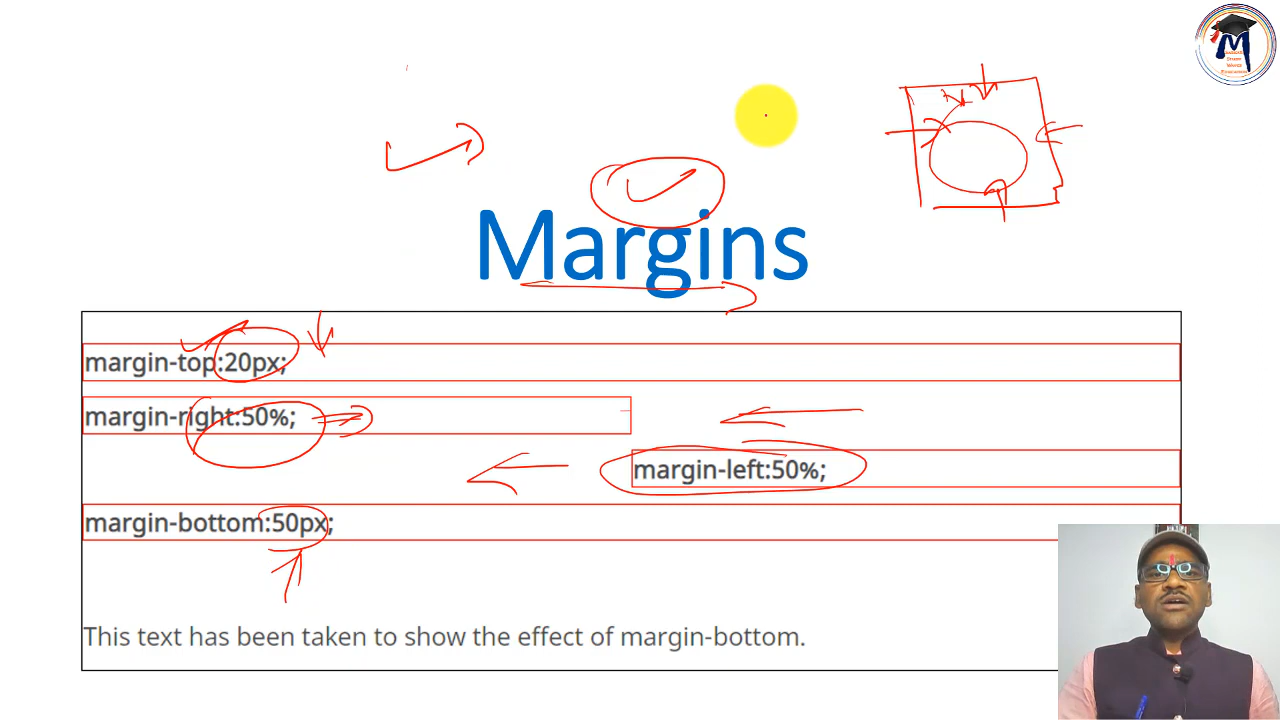 M
Margins
margin-top:20px;
margin-right:50%;
margin-left:50%;
margin-bottom:50px;
This text has been taken to show the effect of margin-bottom.